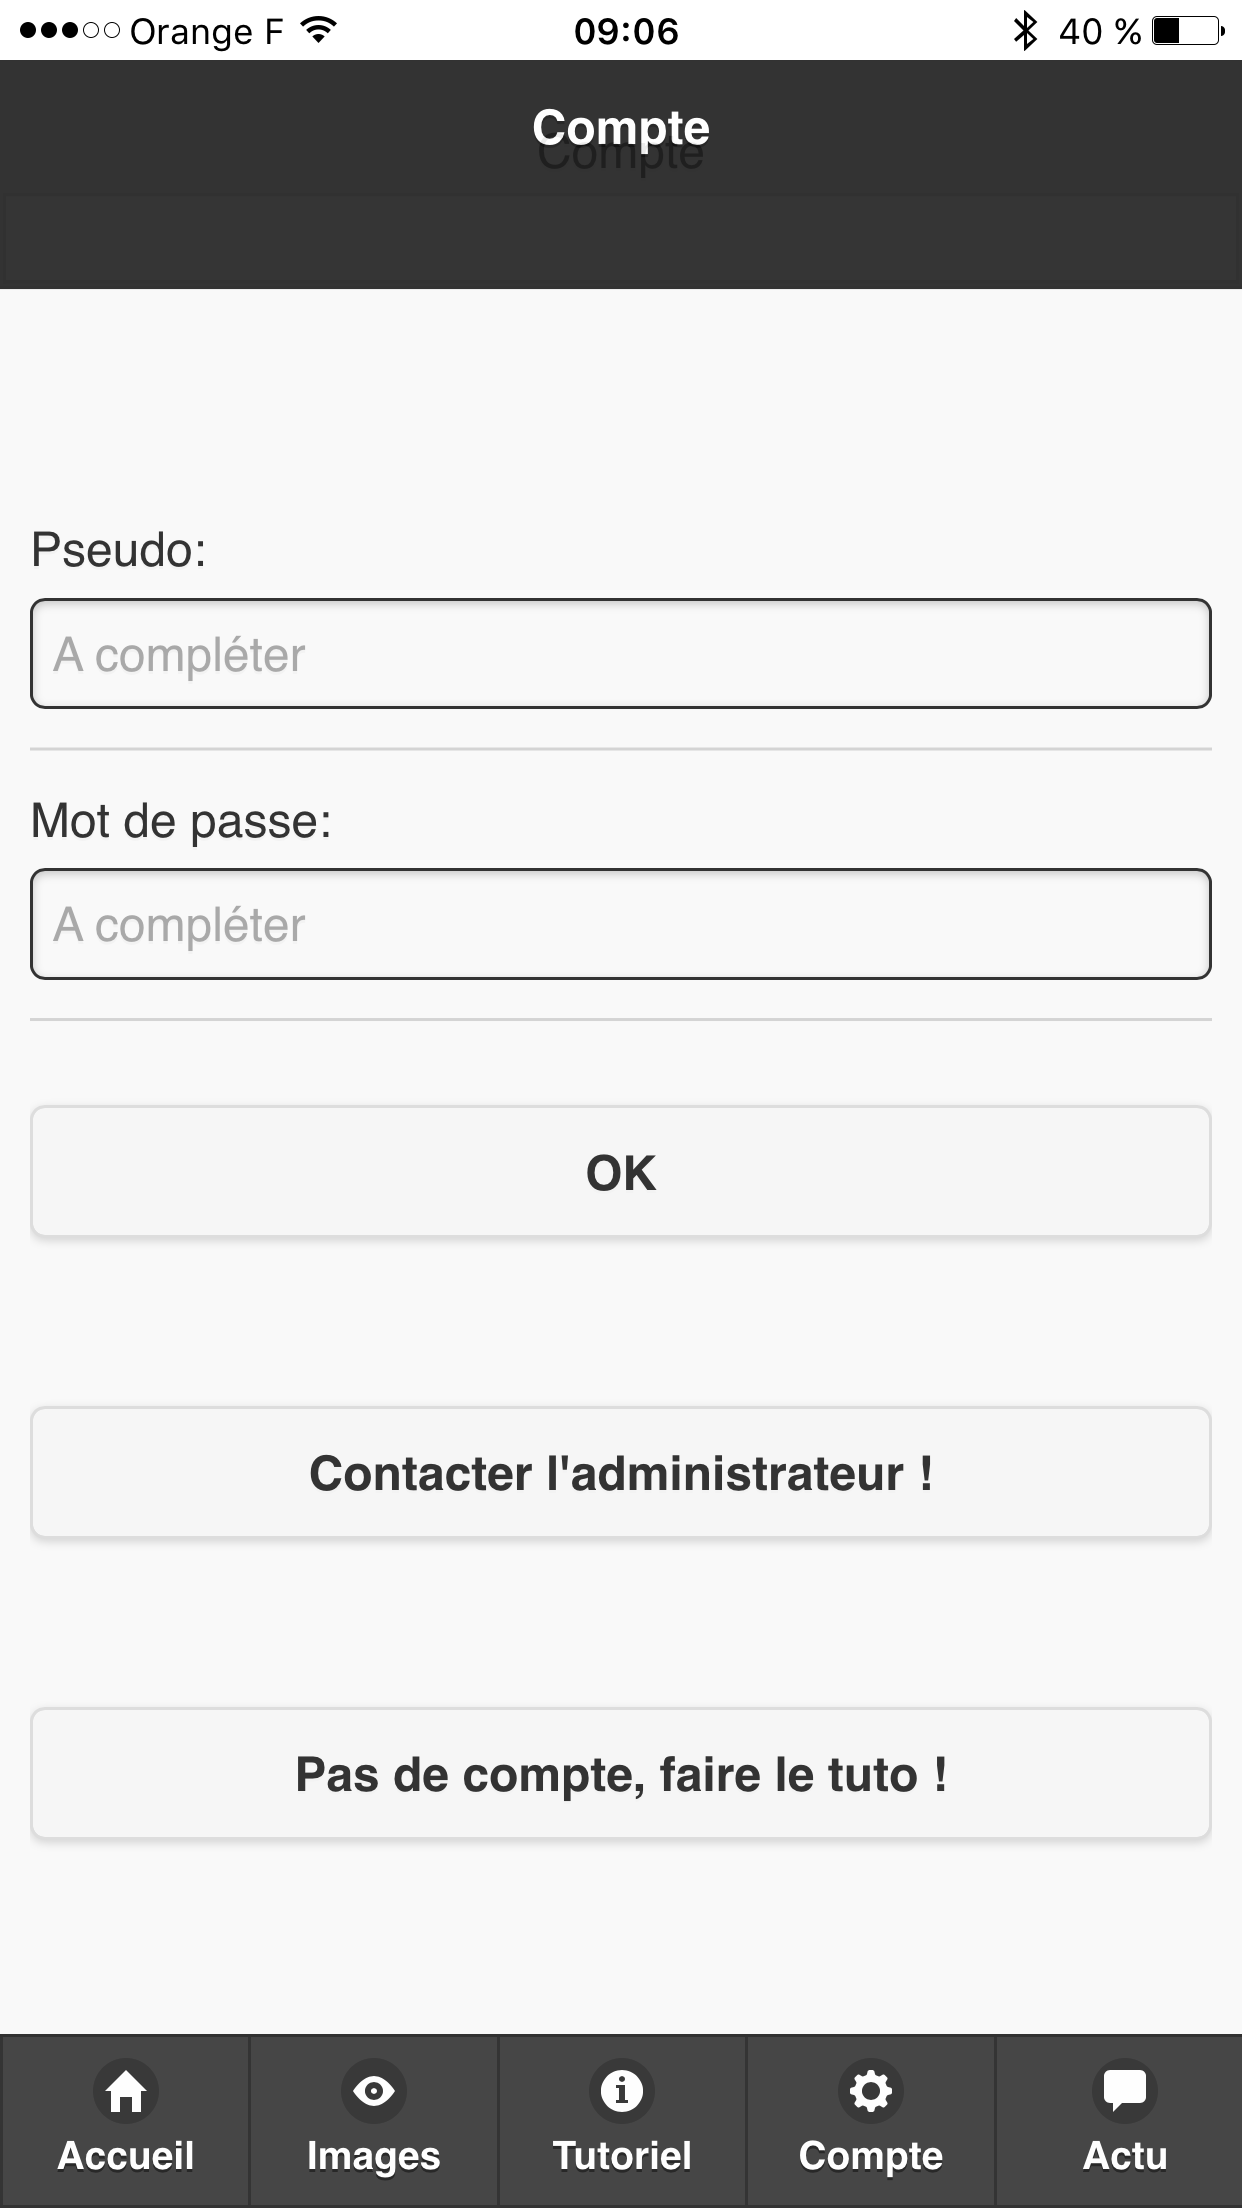 Orange F 09:06 40 %
Compte
Compte
Pseudo:
A compléter
Mot de passe:
A compléter
OK
Contacter l'administrateur !
Pas de compte, faire le tuto !
Accueil Images Tutoriel Compte Actu